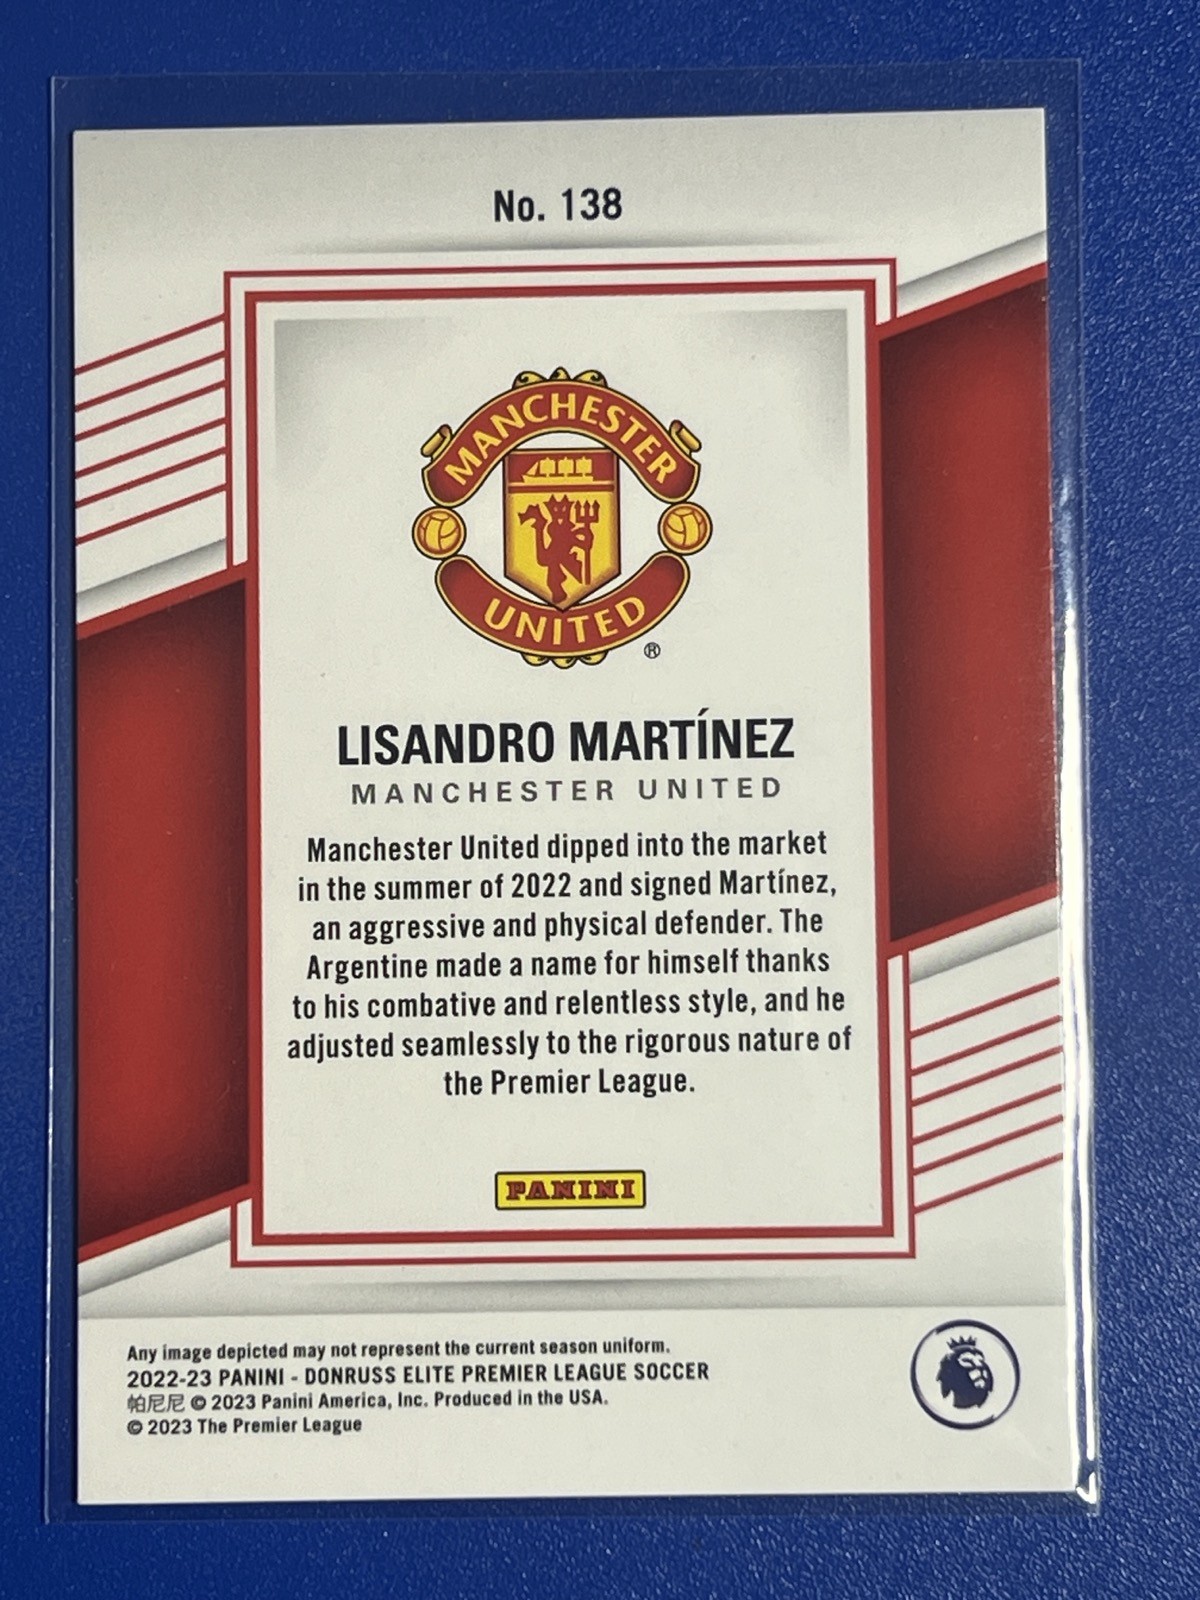 No. 138
MANCHESTER
UNITED
®
LISANDRO MARTÍNEZ
MANCHESTER UNITED
Manchester United dipped into the market
in the summer of 2022 and signed Martínez,
an aggressive and physical defender. The
Argentine made a name for himself thanks
to his combative and relentless style, and he
adjusted seamlessly to the rigorous nature of
the Premier League.
PANINI
Any image depicted may not represent the current season uniform.
2022-23 PANINI - DONRUSS ELITE PREMIER LEAGUE SOCCER
帕尼尼 © 2023 Panini America, Inc. Produced in the USA.
© 2023 The Premier League